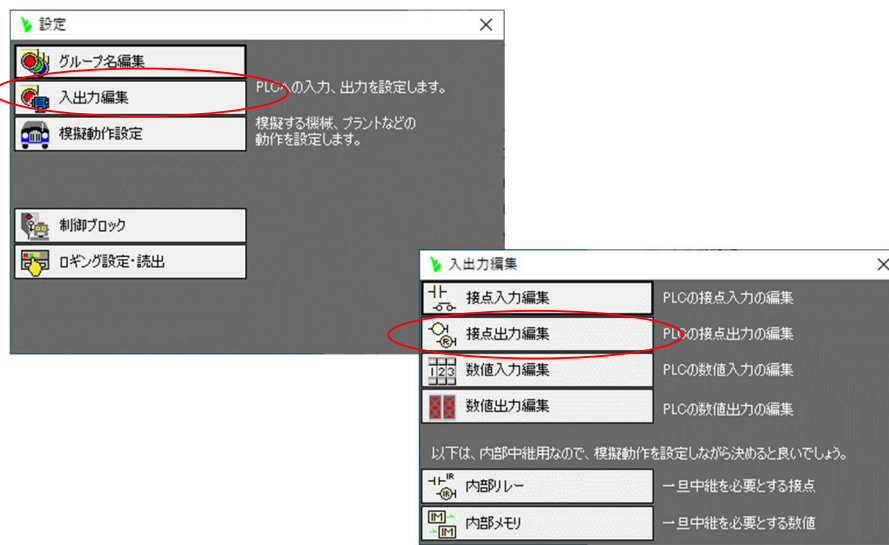 設定
グループ名編集
入出力編集
PLCへの入力、出力を設定します。
模擬動作設定
模擬する機械、プラントなどの
動作を設定します。
制御ブロック
ロギング設定・読出
入出力編集
接点入力編集
PLCの接点入力の編集
接点出力編集
PLCの接点出力の編集
123
数値入力編集
PLCの数値入力の編集
88
数値出力編集
PLCの数値出力の編集
以下は、内部中継用なので、模擬動作を設定しながら決めると良いでしょう。
IR
内部リレー
一旦中継を必要とする接点
IM
IM
内部メモリ
一旦中継を必要とする数値